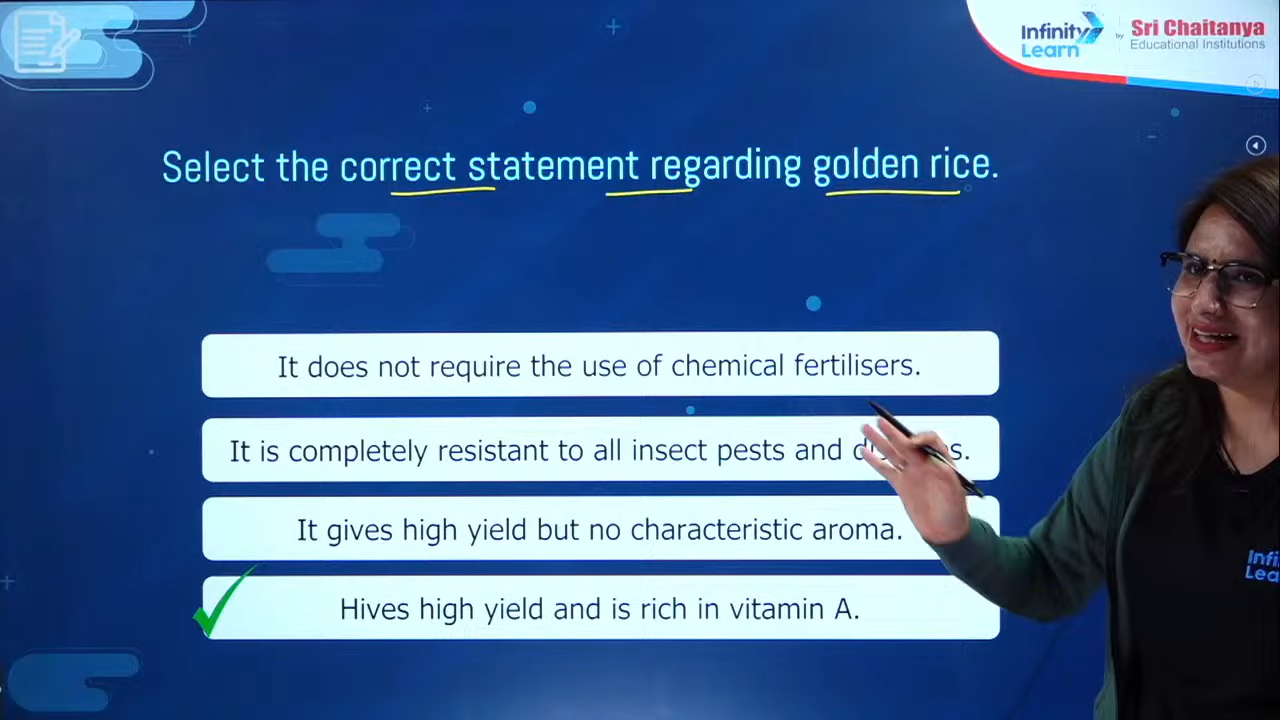 Infinity
Learn
by
Sri Chaitanya
Educational Institutions
Select the correct statement regarding golden rice.
It does not require the use of chemical fertilisers.
It is completely resistant to all insect pests and
It gives high yield but no characteristic aroma.
Hives high yield and is rich in vitamin A.